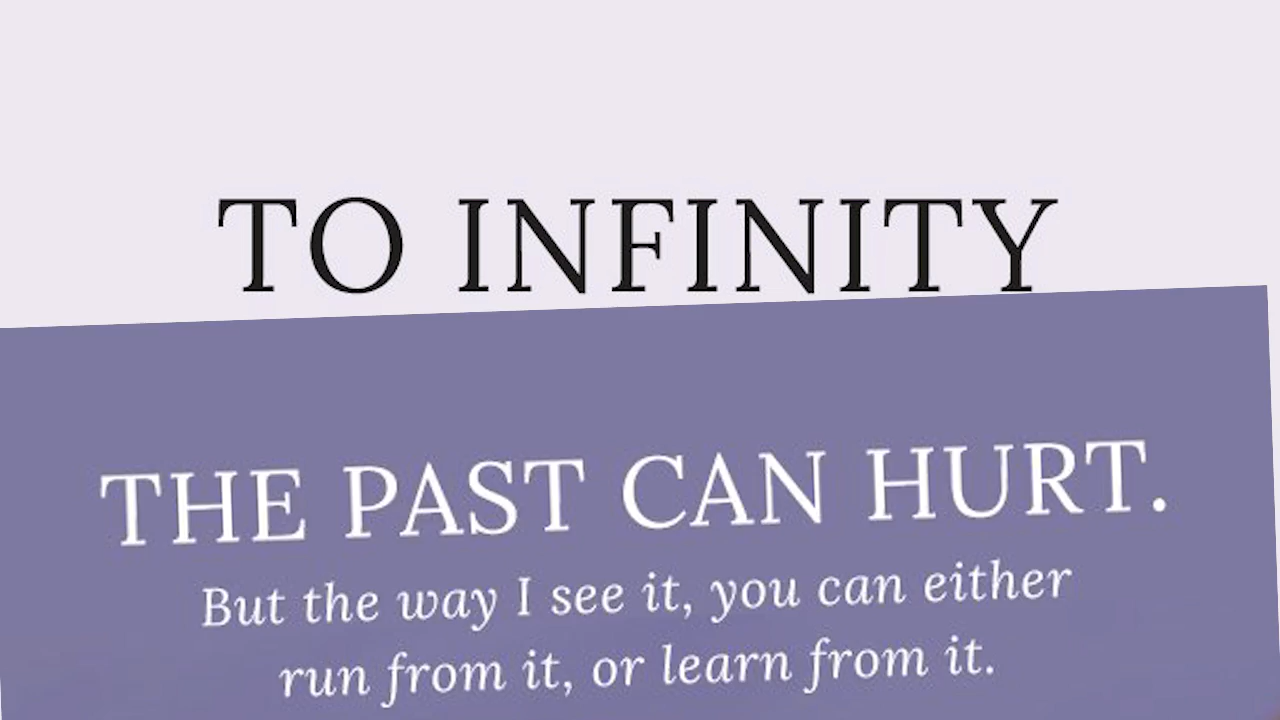 TO INFINITY
THE PAST CAN HURT.
But the way I see it, you can either
run from it, or learn from it.